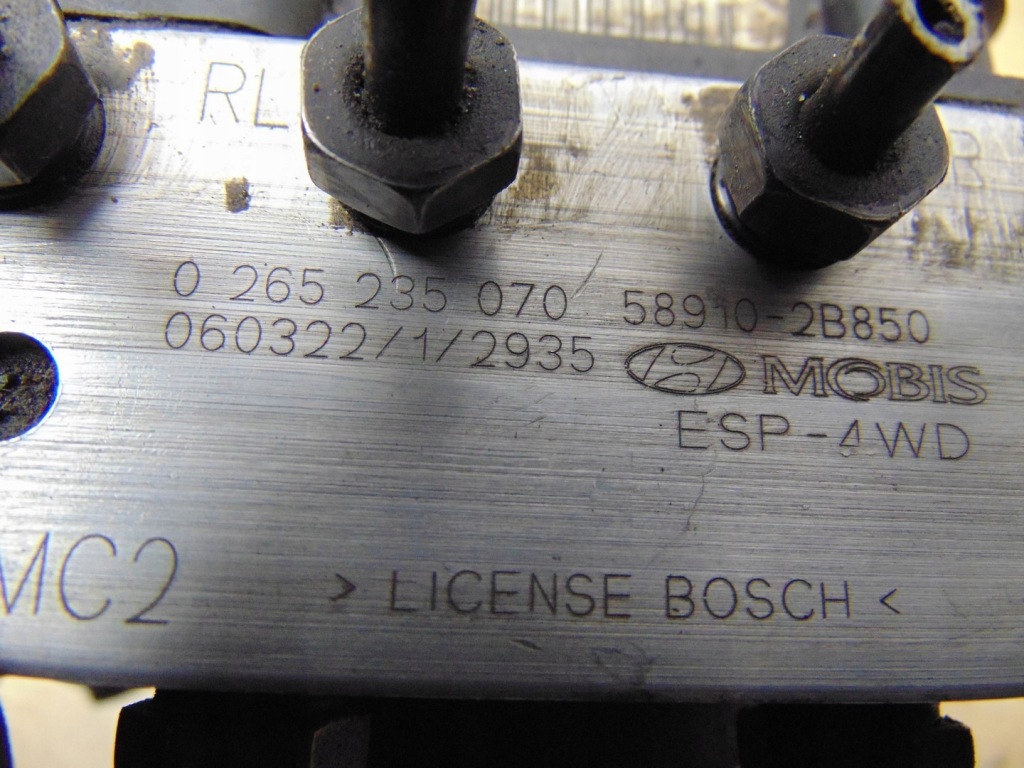 RL
R
0 265 235 070 58910-2B850
060322/1/2935 MOBIS
ESP-4WD
MC2
> LICENSE BOSCH <